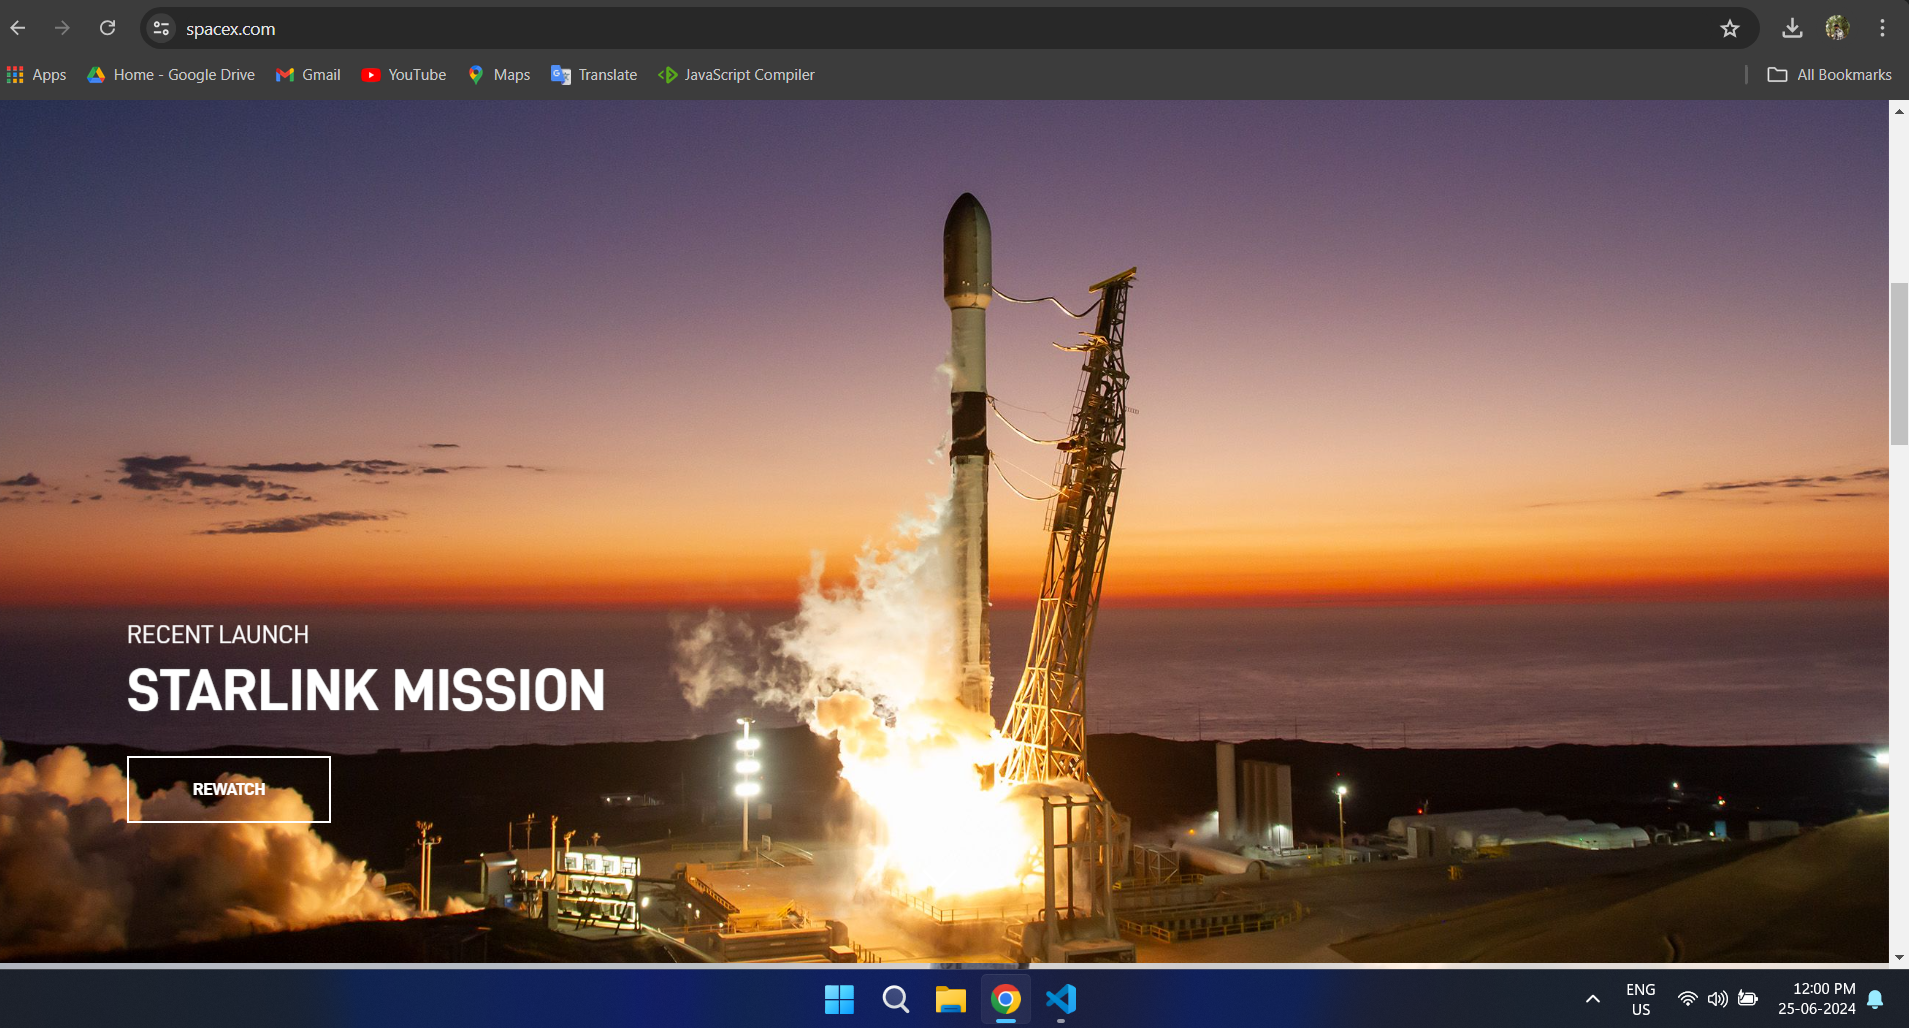 spacex.com
Apps Home - Google Drive Gmail YouTube Maps Translate JavaScript Compiler All Bookmarks
RECENT LAUNCH
STARLINK MISSION
REWATCH
ENG
US
12:00 PM
25-06-2024